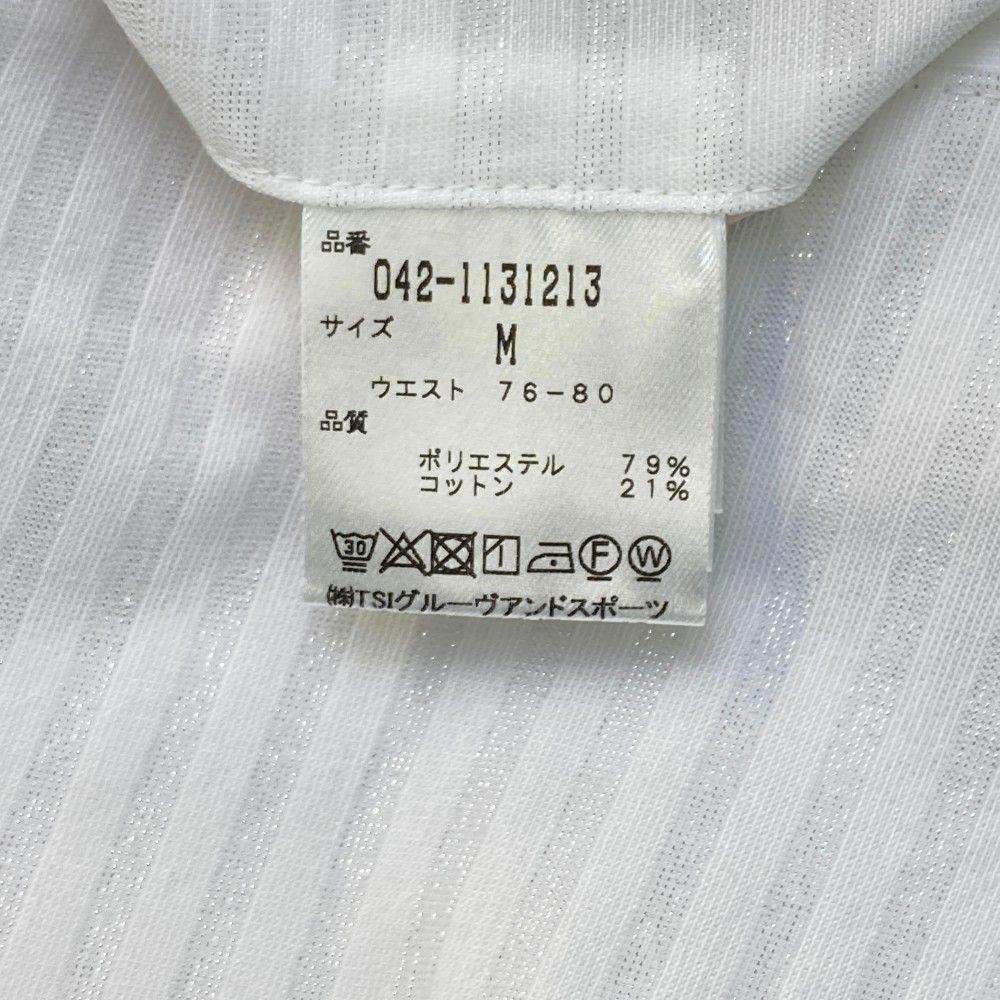 品番
042-1131213
サイズ
M
ウエスト 76-80
品質
ポリエステル 79%
コットン 21%
30 F W
㈱TSIグルーヴアンドスポーツ